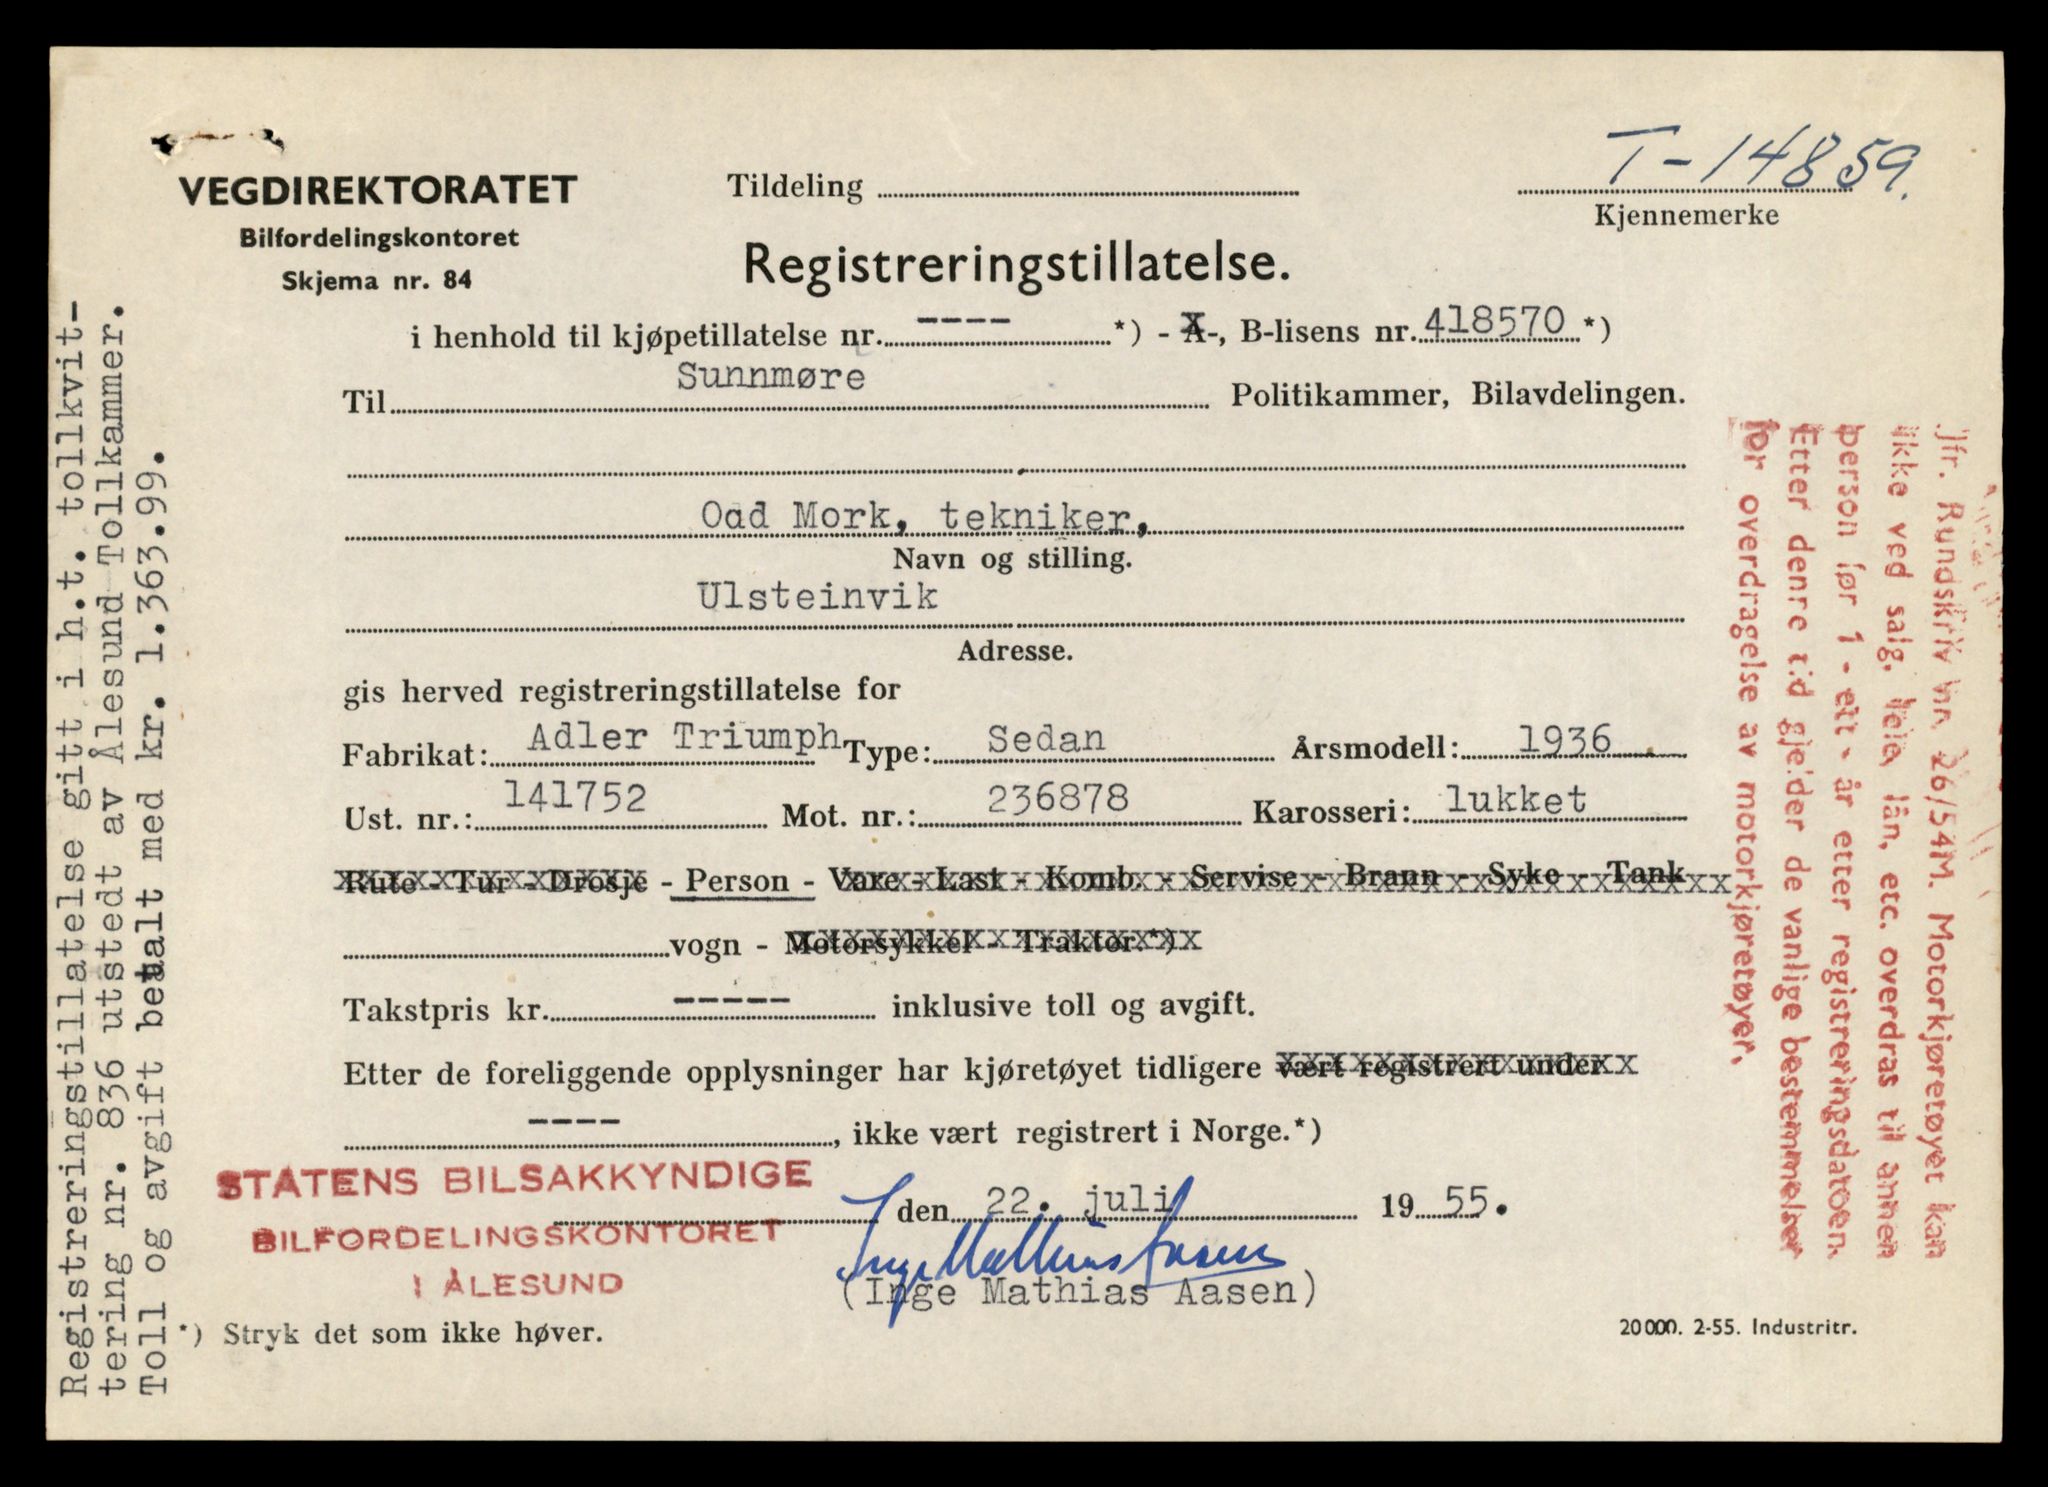 T-14859.
VEGDIREKTORATET
Bilfordelingskontoret
Skjema nr. 84
Tildeling
Kjennemerke
Registreringstillatelse.
i henhold til kjøpetillatelse nr. ---- *) - A-, B-lisens nr. 418570 *)
Til Sunnmøre Politikammer, Bilavdelingen.
Odd Mork, tekniker,
Navn og stilling.
Ulsteinvik
Adresse.
gis herved registreringstillatelse for
Fabrikat: Adler Triumph Type: Sedan Årsmodell: 1936
Ust. nr.: 141752 Mot. nr.: 236878 Karosseri: lukket
Rute - Tur - Drosje - Person - Vare - Last - Komb. - Servise - Brann - Syke - Tank
vogn - Motorsykkel - Traktor.*)
Takstpris kr. ----- inklusive toll og avgift.
Etter de foreliggende opplysninger har kjøretøyet tidligere vært registrert under
----, ikke vært registrert i Norge.*)
STATENS BILSAKKYNDIGE
den 22. juli 1955.
BILFORDELINGSKONTORET
I ÅLESUND
Inge Mathias Aasen
(Inge Mathias Aasen)
*) Stryk det som ikke høver.
20000. 2-55. Industritr.
Registreringstillatelse gitt i h.t. tollkvit-
tering nr. 836 utstedt av Ålesund Tollkammer.
Toll og avgift betalt med kr. 1.363.99.
Jfr. Rundskriv nr. 26/54M. Motorkjøretøyet kan
ikke ved salg, leie, lån, etc. overdras til annen
person før 1 - ett - år etter registreringsdatoen.
Etter denne tid gjelder de vanlige bestemmelser
for overdragelse av motorkjøretøyer.